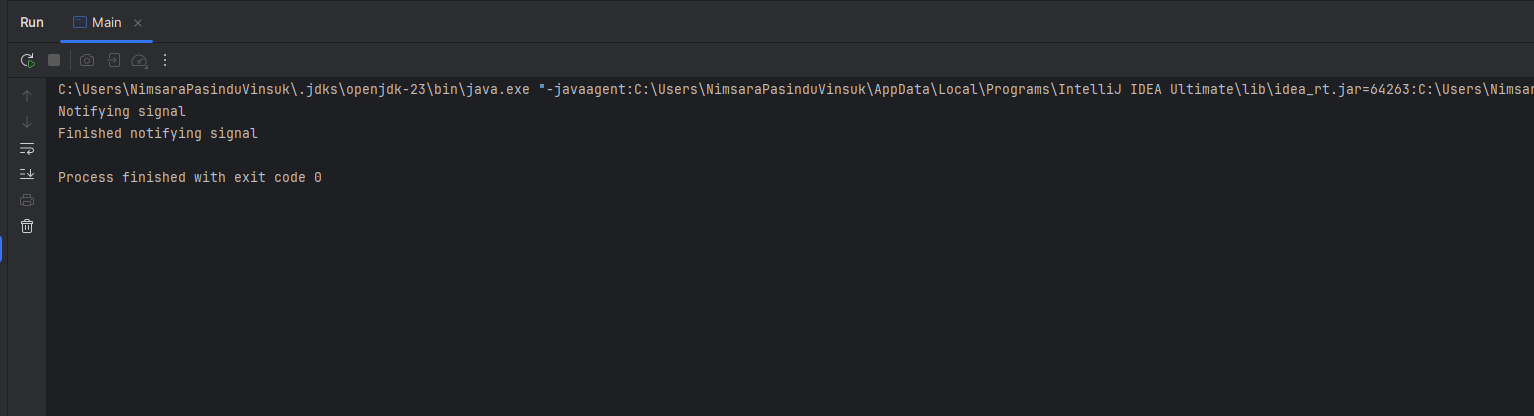 Run Main
C:\Users\NimsaraPasinduVinsuk\.jdks\openjdk-23\bin\java.exe "-javaagent:C:\Users\NimsaraPasinduVinsuk\AppData\Local\Programs\IntelliJ IDEA Ultimate\lib\idea_rt.jar=64263:C:\Users\Nimsar
Notifying signal
Finished notifying signal
Process finished with exit code 0